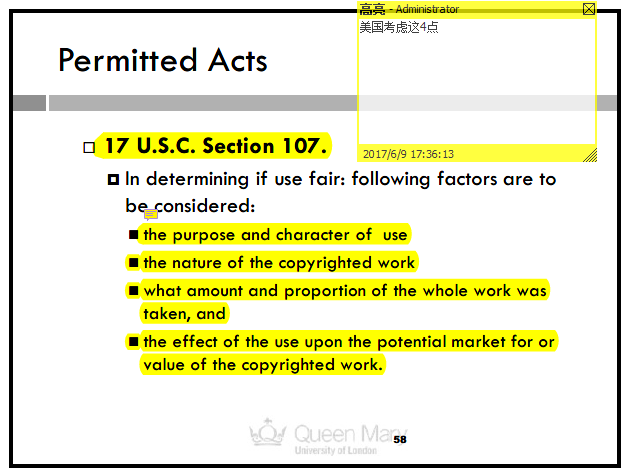 高亮 - Administrator
美国考虑这4点
2017/6/9 17:36:13
Permitted Acts
17 U.S.C. Section 107.
In determining if use fair: following factors are to
be considered:
the purpose and character of use
the nature of the copyrighted work
what amount and proportion of the whole work was
taken, and
the effect of the use upon the potential market for or
value of the copyrighted work.
Queen Mary
University of London
58